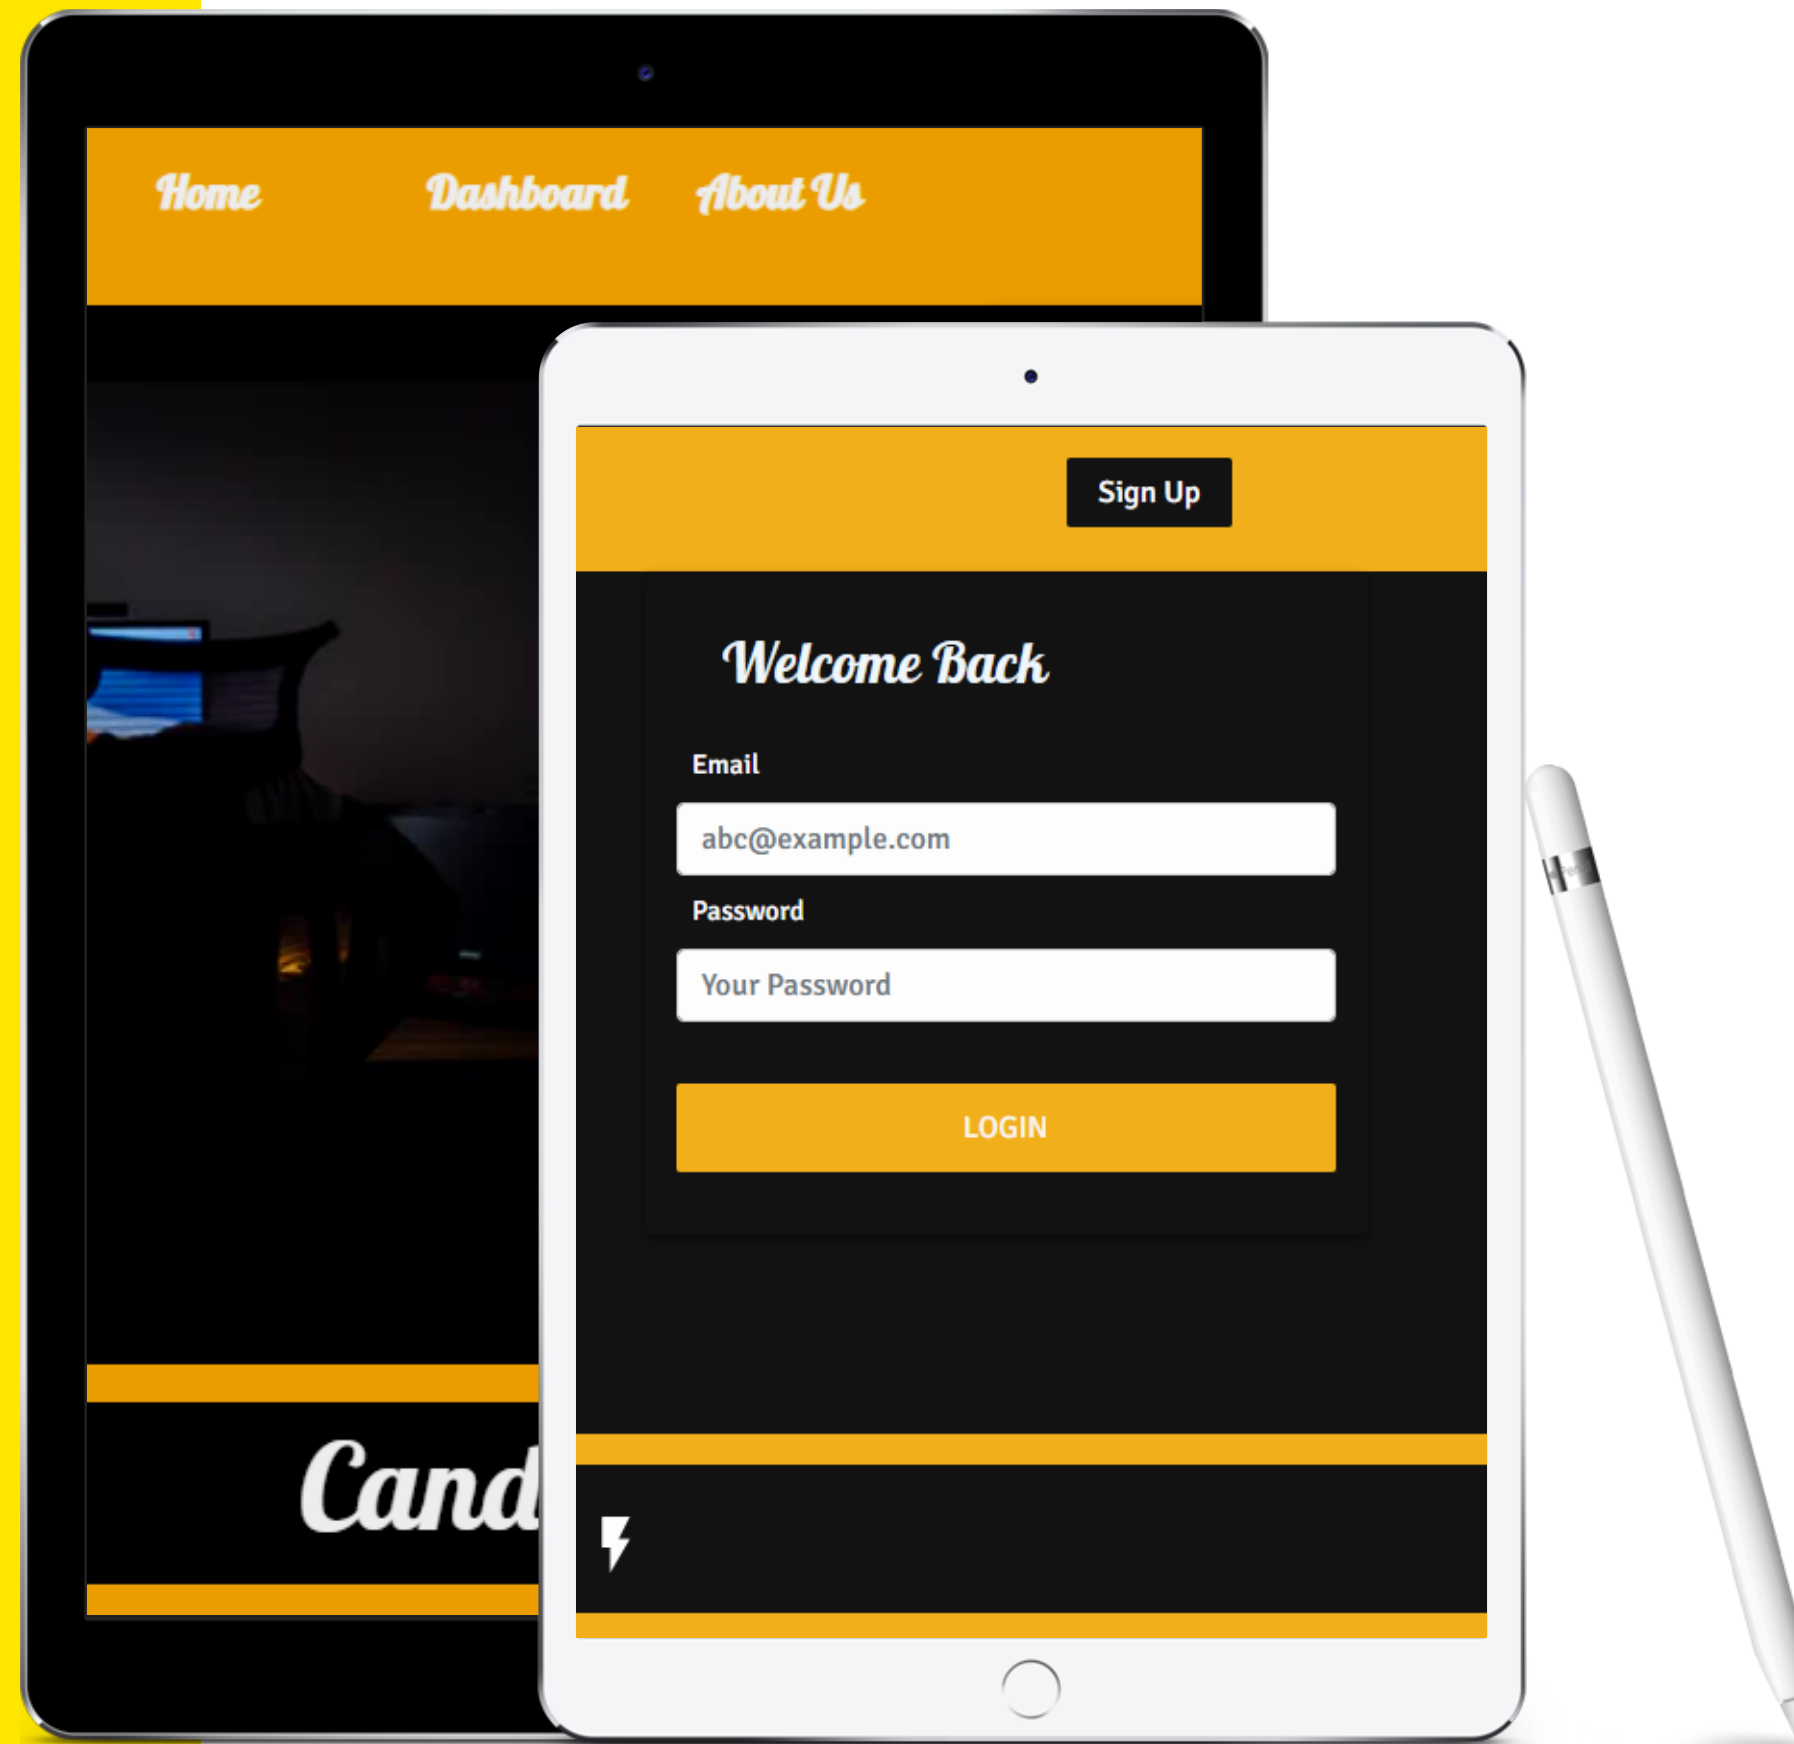 Home Dashboard About Us
Sign Up
Welcome Back
Email
abc@example.com
Password
Your Password
LOGIN
Cand